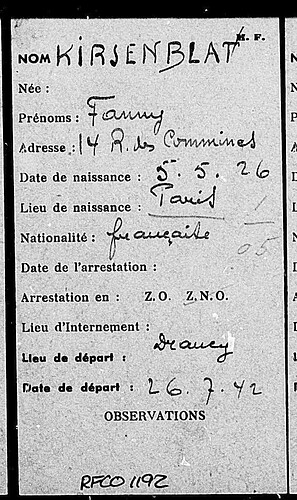 M. F.
NOM KIRSENBLAT
Née :
Prénoms : Fanny
Adresse : 14 R. des Commines
Date de naissance : 5. 5. 26
Lieu de naissance : Paris 1
Nationalité : française 05
Date de l'arrestation :
Arrestation en : Z.O. Z.N.O.
Lieu d'Internement :
Drancy
Lieu de départ :
Date de départ : 26. 7. 42
OBSERVATIONS
RFCO 1192